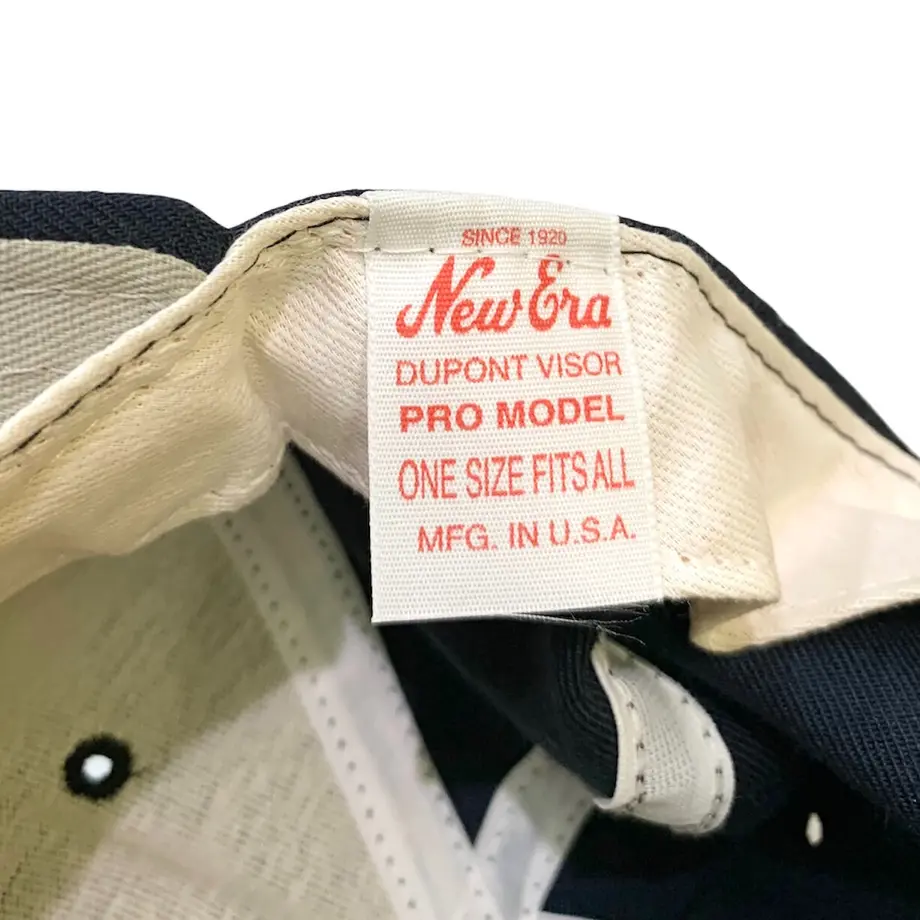 SINCE 1920
New Era
DUPONT VISOR
PRO MODEL
ONE SIZE FITS ALL
MFG. IN U.S.A.